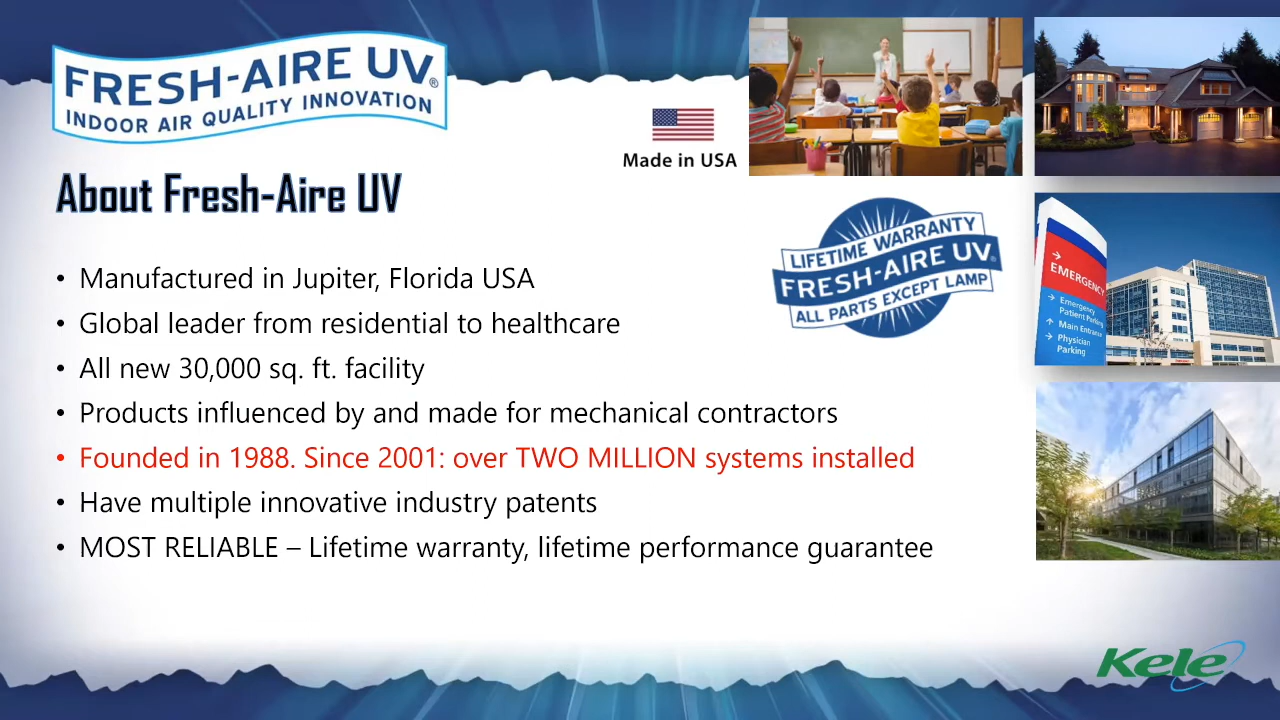 FRESH-AIRE UV®
INDOOR AIR QUALITY INNOVATION
Made in USA
About Fresh-Aire UV
LIFETIME WARRANTY
FRESH-AIRE UV®
ALL PARTS EXCEPT LAMP
EMERGENCY
Emergency
Patient Parking
Main Entrance
Physician
Parking
• Manufactured in Jupiter, Florida USA
• Global leader from residential to healthcare
• All new 30,000 sq. ft. facility
• Products influenced by and made for mechanical contractors
• Founded in 1988. Since 2001: over TWO MILLION systems installed
• Have multiple innovative industry patents
• MOST RELIABLE – Lifetime warranty, lifetime performance guarantee
Kele